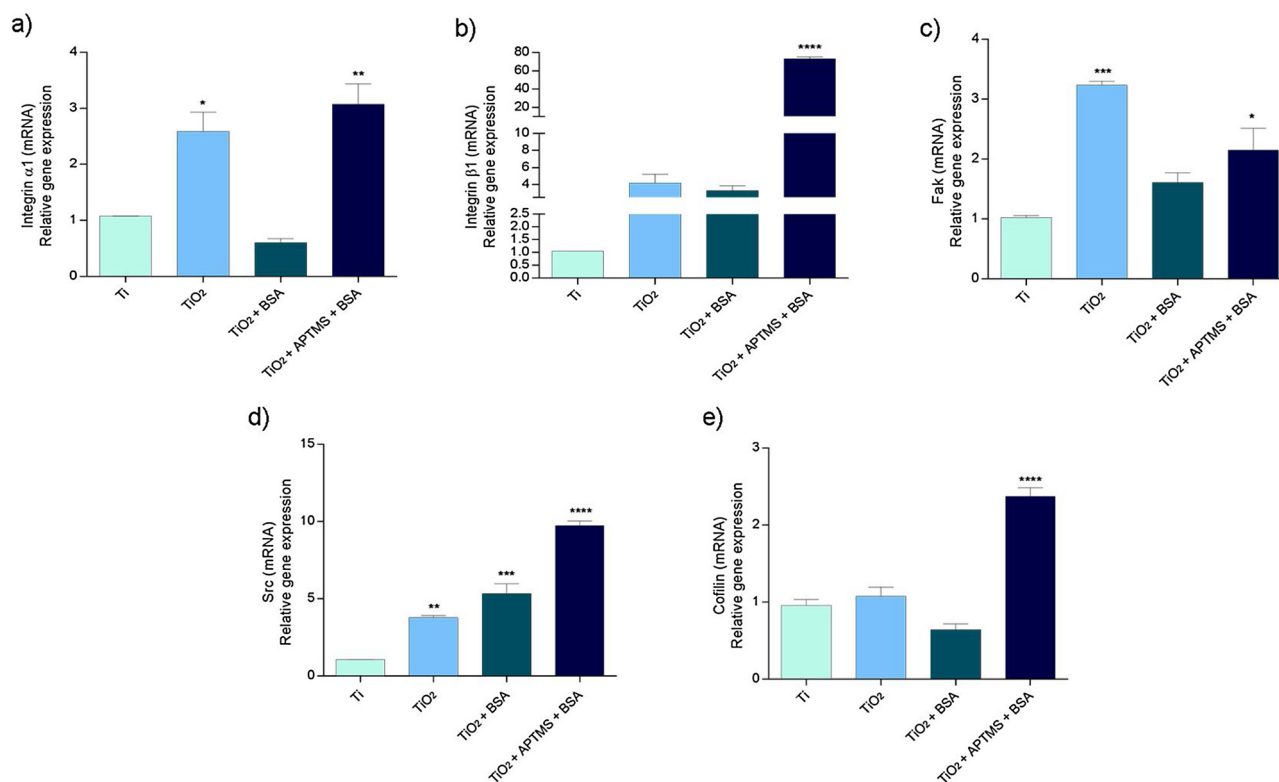 a)
Integrin α1 (mRNA)
Relative gene expression
4
3
2
1
0
*
**
Ti
TiO2
TiO2 + BSA
TiO2 + APTMS + BSA
b)
Integrin β1 (mRNA)
Relative gene expression
80
60
40
20
10
8
6
4
2.5
2.0
1.5
1.0
0.5
0.0
****
Ti
TiO2
TiO2 + BSA
TiO2 + APTMS + BSA
c)
Fak (mRNA)
Relative gene expression
4
3
2
1
0
***
*
Ti
TiO2
TiO2 + BSA
TiO2 + APTMS + BSA
d)
Src (mRNA)
Relative gene expression
15
10
5
0
**
***
****
Ti
TiO2
TiO2 + BSA
TiO2 + APTMS + BSA
e)
Cofilin (mRNA)
Relative gene expression
3
2
1
0
****
Ti
TiO2
TiO2 + BSA
TiO2 + APTMS + BSA